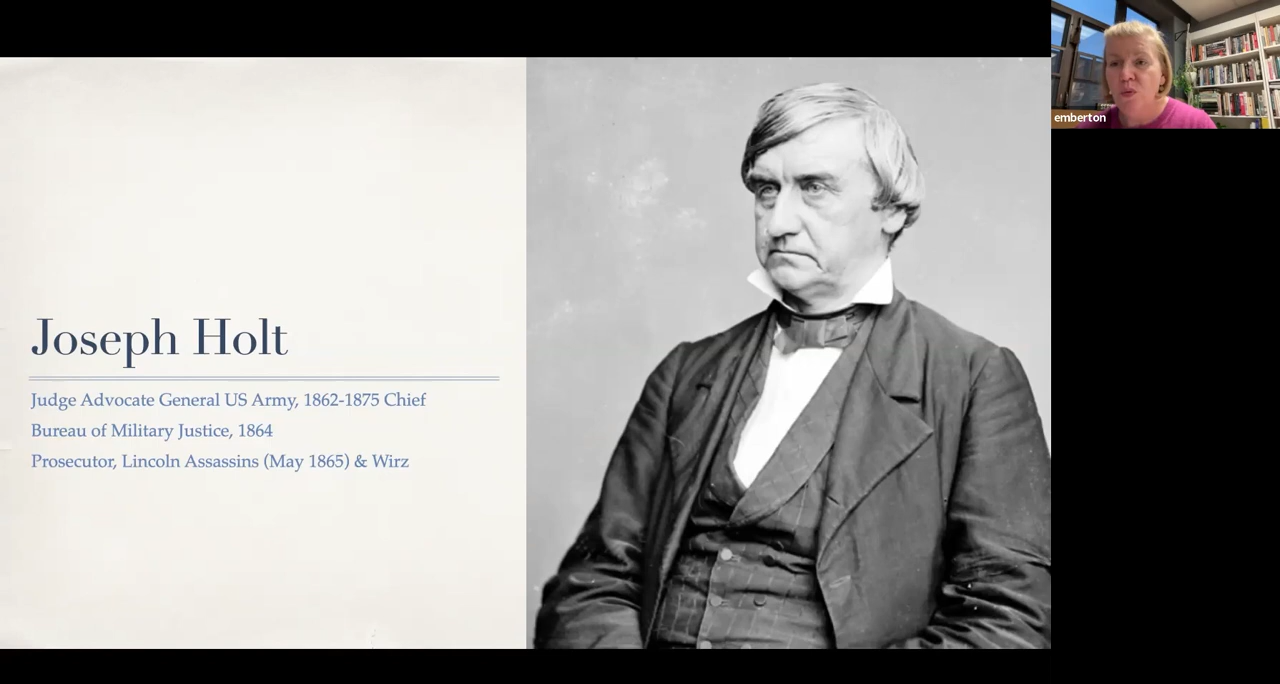 Joseph Holt
Judge Advocate General US Army, 1862-1875 Chief
Bureau of Military Justice, 1864
Prosecutor, Lincoln Assassins (May 1865) & Wirz
emberton